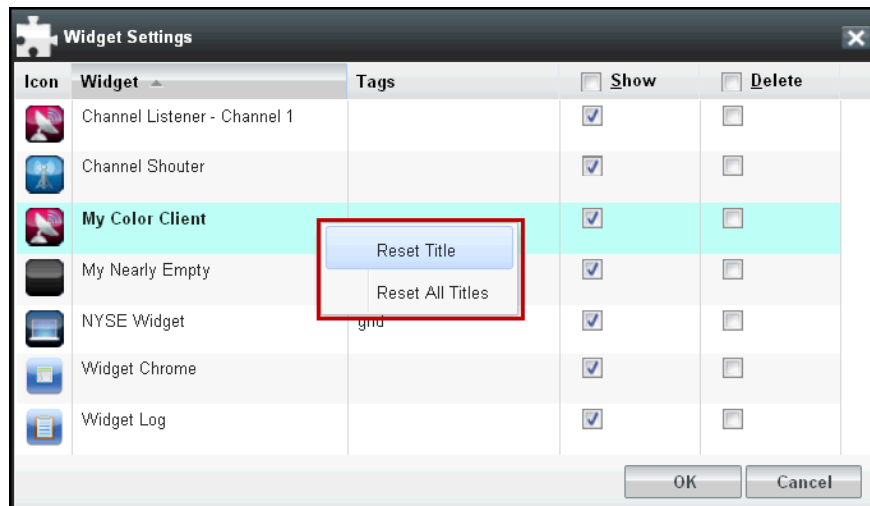 Widget Settings
Icon Widget Tags Show Delete
Channel Listener - Channel 1
Channel Shouter
My Color Client
Reset Title
My Nearly Empty
Reset All Titles
NYSE Widget grid
Widget Chrome
Widget Log
OK Cancel